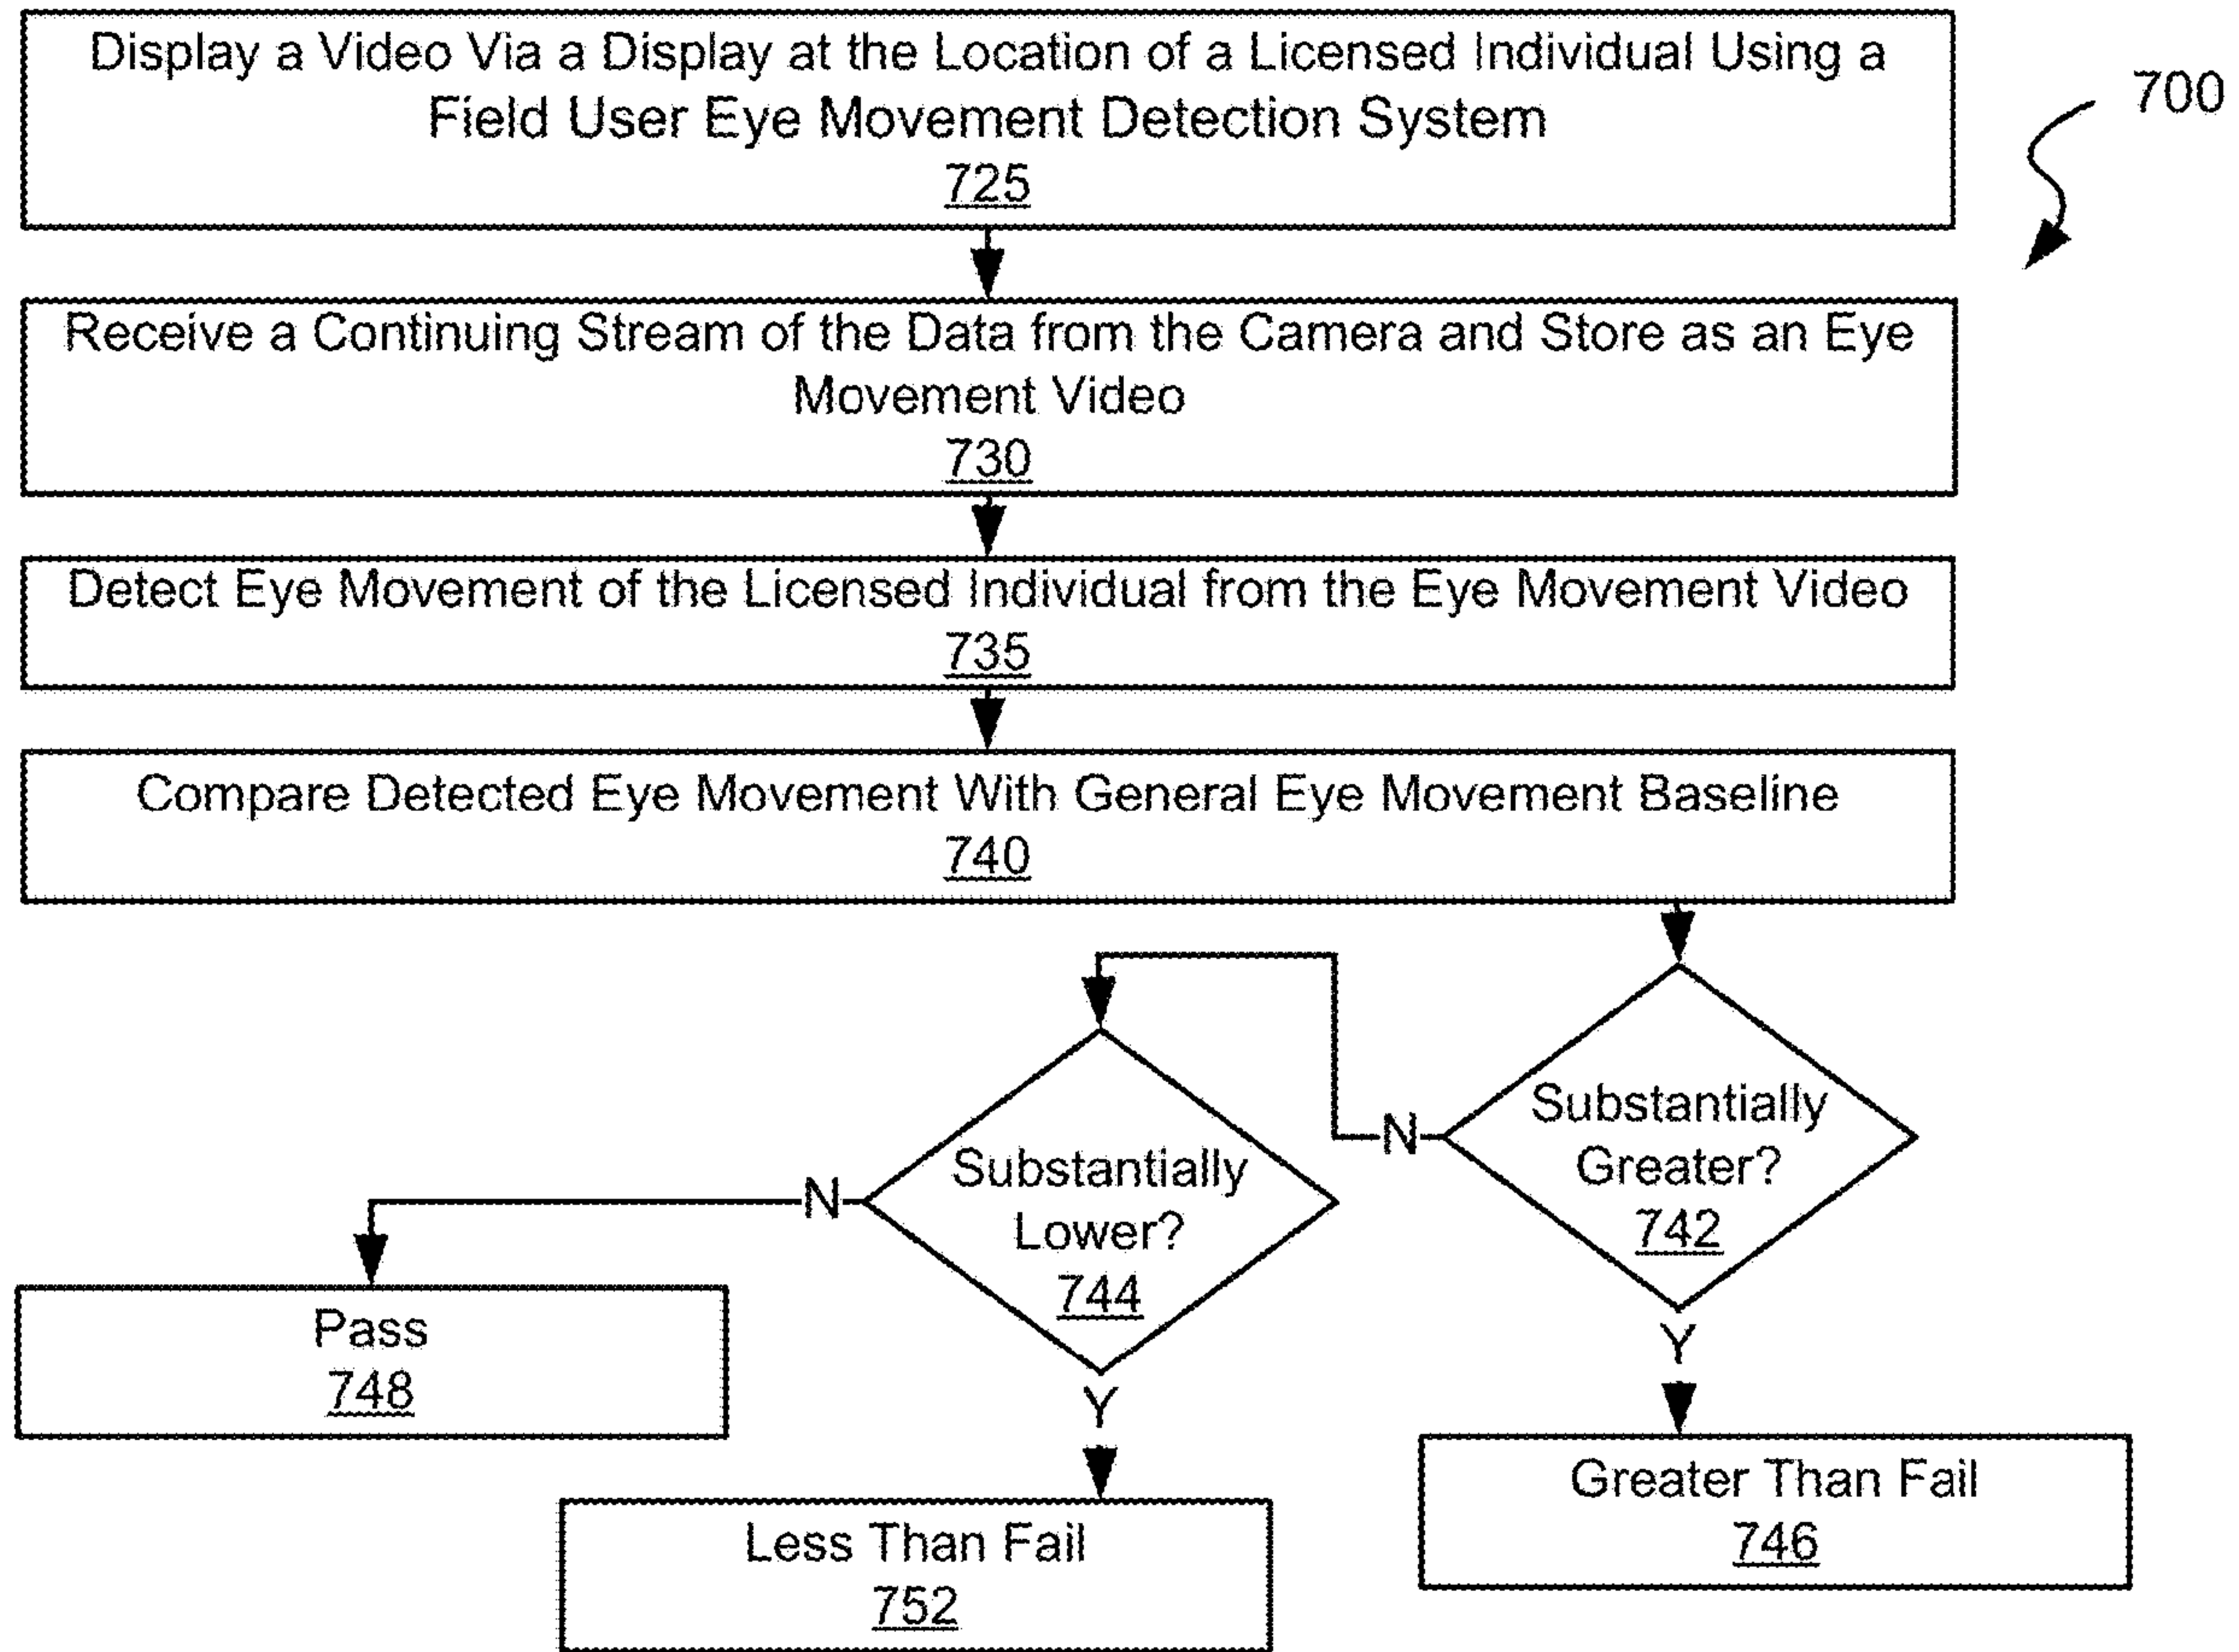 Display a Video Via a Display at the Location of a Licensed Individual Using a
Field User Eye Movement Detection System
725
700
Receive a Continuing Stream of the Data from the Camera and Store as an Eye
Movement Video
730
Detect Eye Movement of the Licensed Individual from the Eye Movement Video
735
Compare Detected Eye Movement With General Eye Movement Baseline
740
Substantially
Greater?
742
N
Y
Substantially
Lower?
744
N
Y
Pass
748
Greater Than Fail
746
Less Than Fail
752